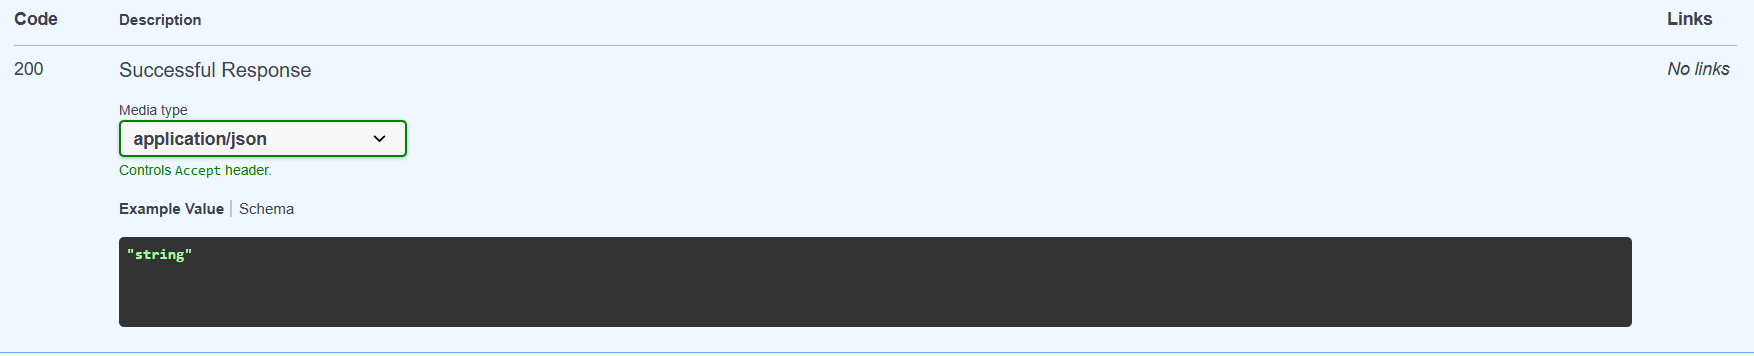 Code Description Links
200 Successful Response No links
Media type
application/json
Controls Accept header.
Example Value Schema
"string"